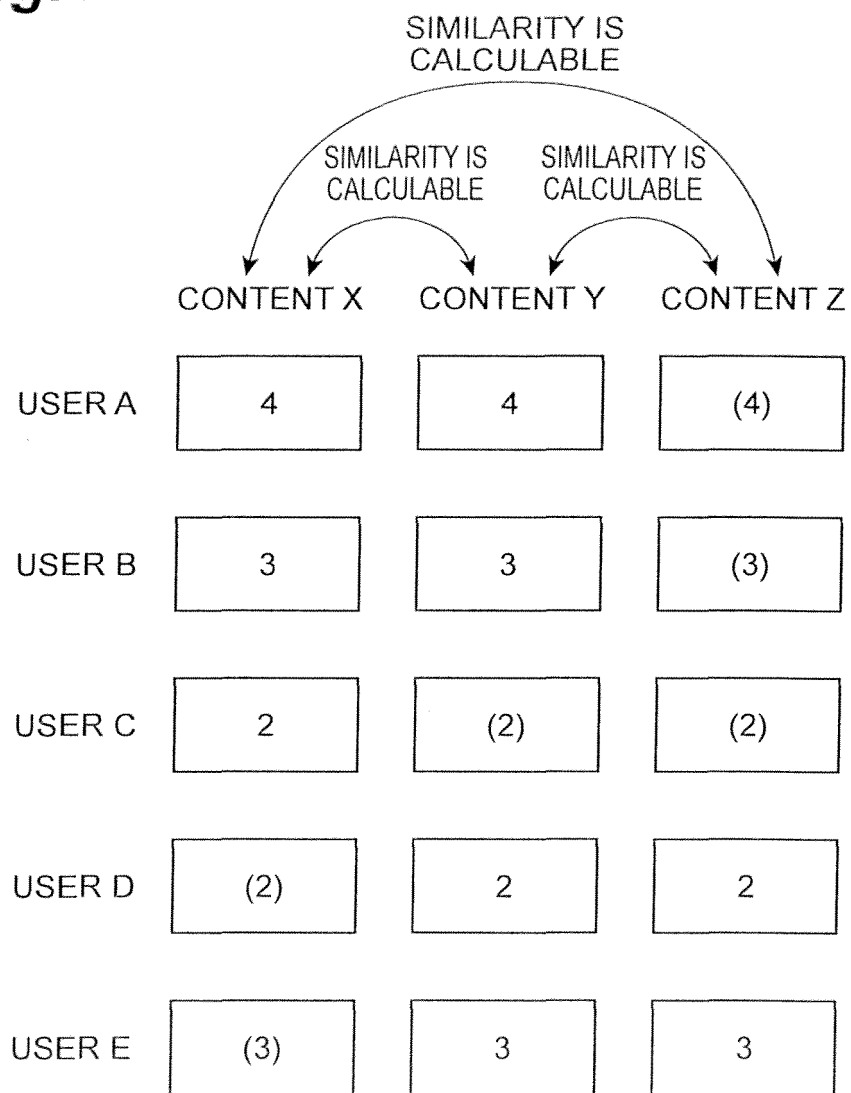 SIMILARITY IS
CALCULABLE
SIMILARITY IS SIMILARITY IS
CALCULABLE CALCULABLE
CONTENT X CONTENT Y CONTENT Z
USER A 4 4 (4)
USER B 3 3 (3)
USER C 2 (2) (2)
USER D (2) 2 2
USER E (3) 3 3